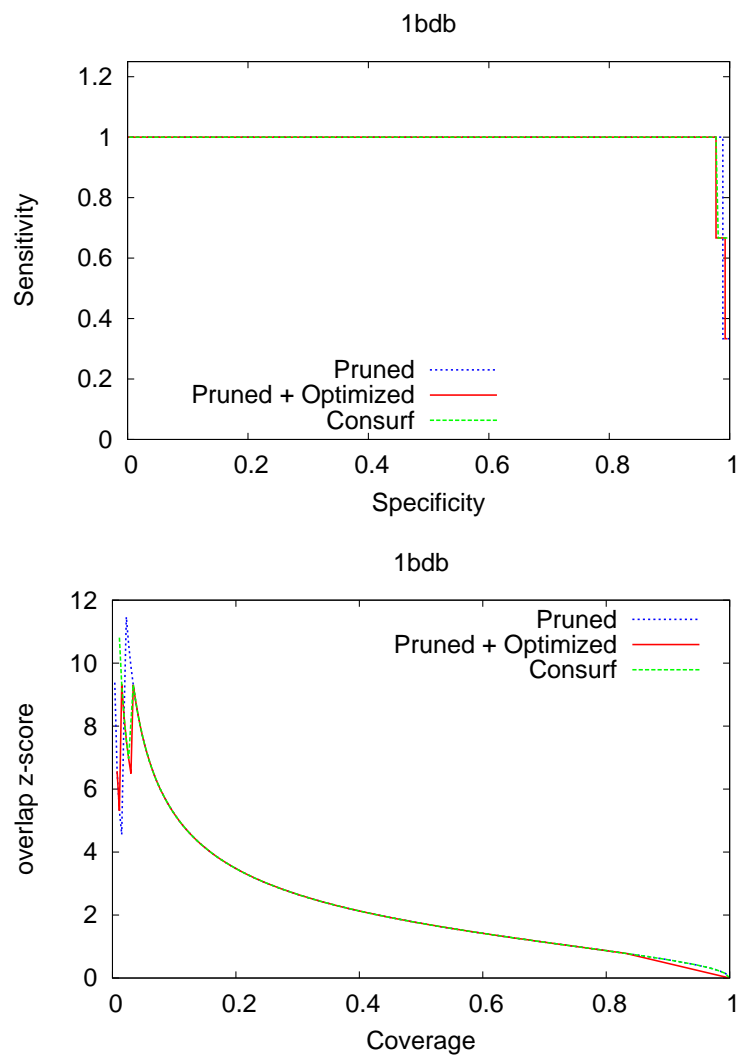 1bdb
1.2
1
0.8
0.6
0.4
0.2
0
Sensitivity
Pruned
Pruned + Optimized
Consurf
0 0.2 0.4 0.6 0.8 1
Specificity
1bdb
12
10
8
6
4
2
0
overlap z-score
Pruned
Pruned + Optimized
Consurf
0 0.2 0.4 0.6 0.8 1
Coverage